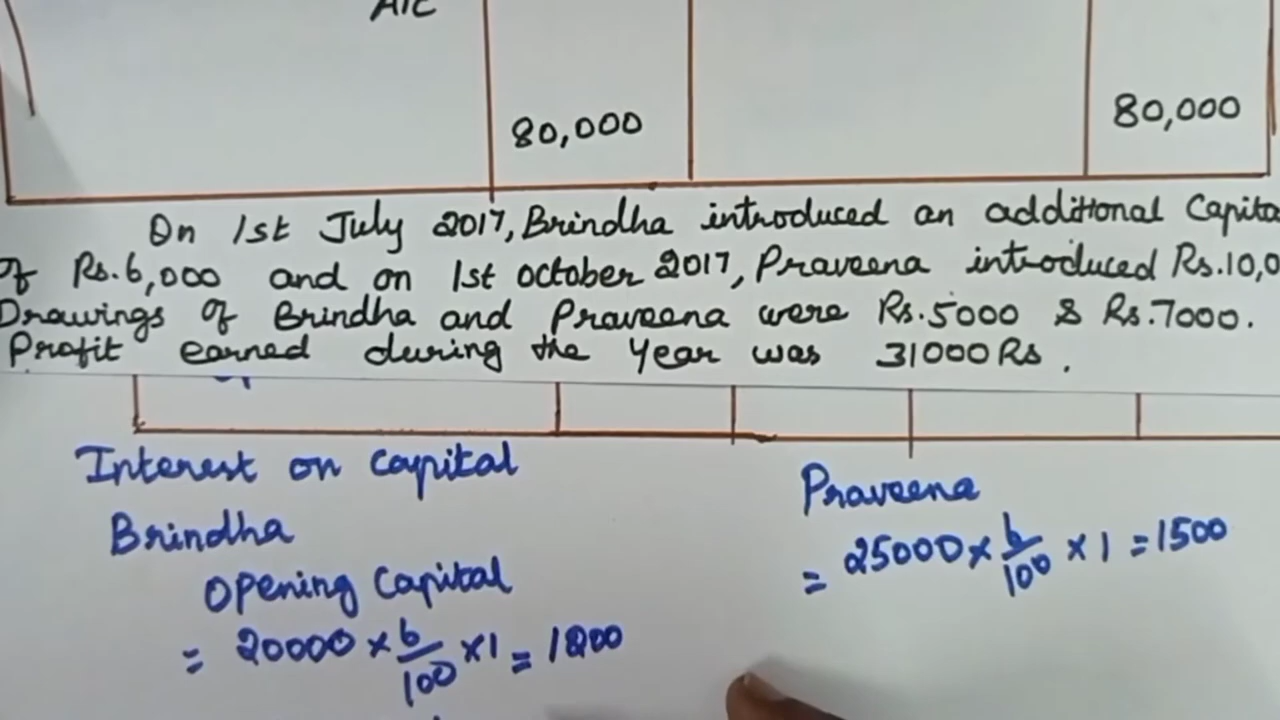 A/C
80,000 80,000
On 1st July 2017, Brindha introduced an additional Capita
of Rs.6,000 and on 1st october 2017, Praveena introduced Rs.10,0
Drawings of Brindha and Praveena were Rs.5000 & Rs.7000.
Profit earned during the Year was 31000 Rs.
Interest on capital
Brindha
Opening Capital
= 20000 × 6/100 × 1 = 1200
Praveena
= 25000 × 6/100 × 1 = 1500